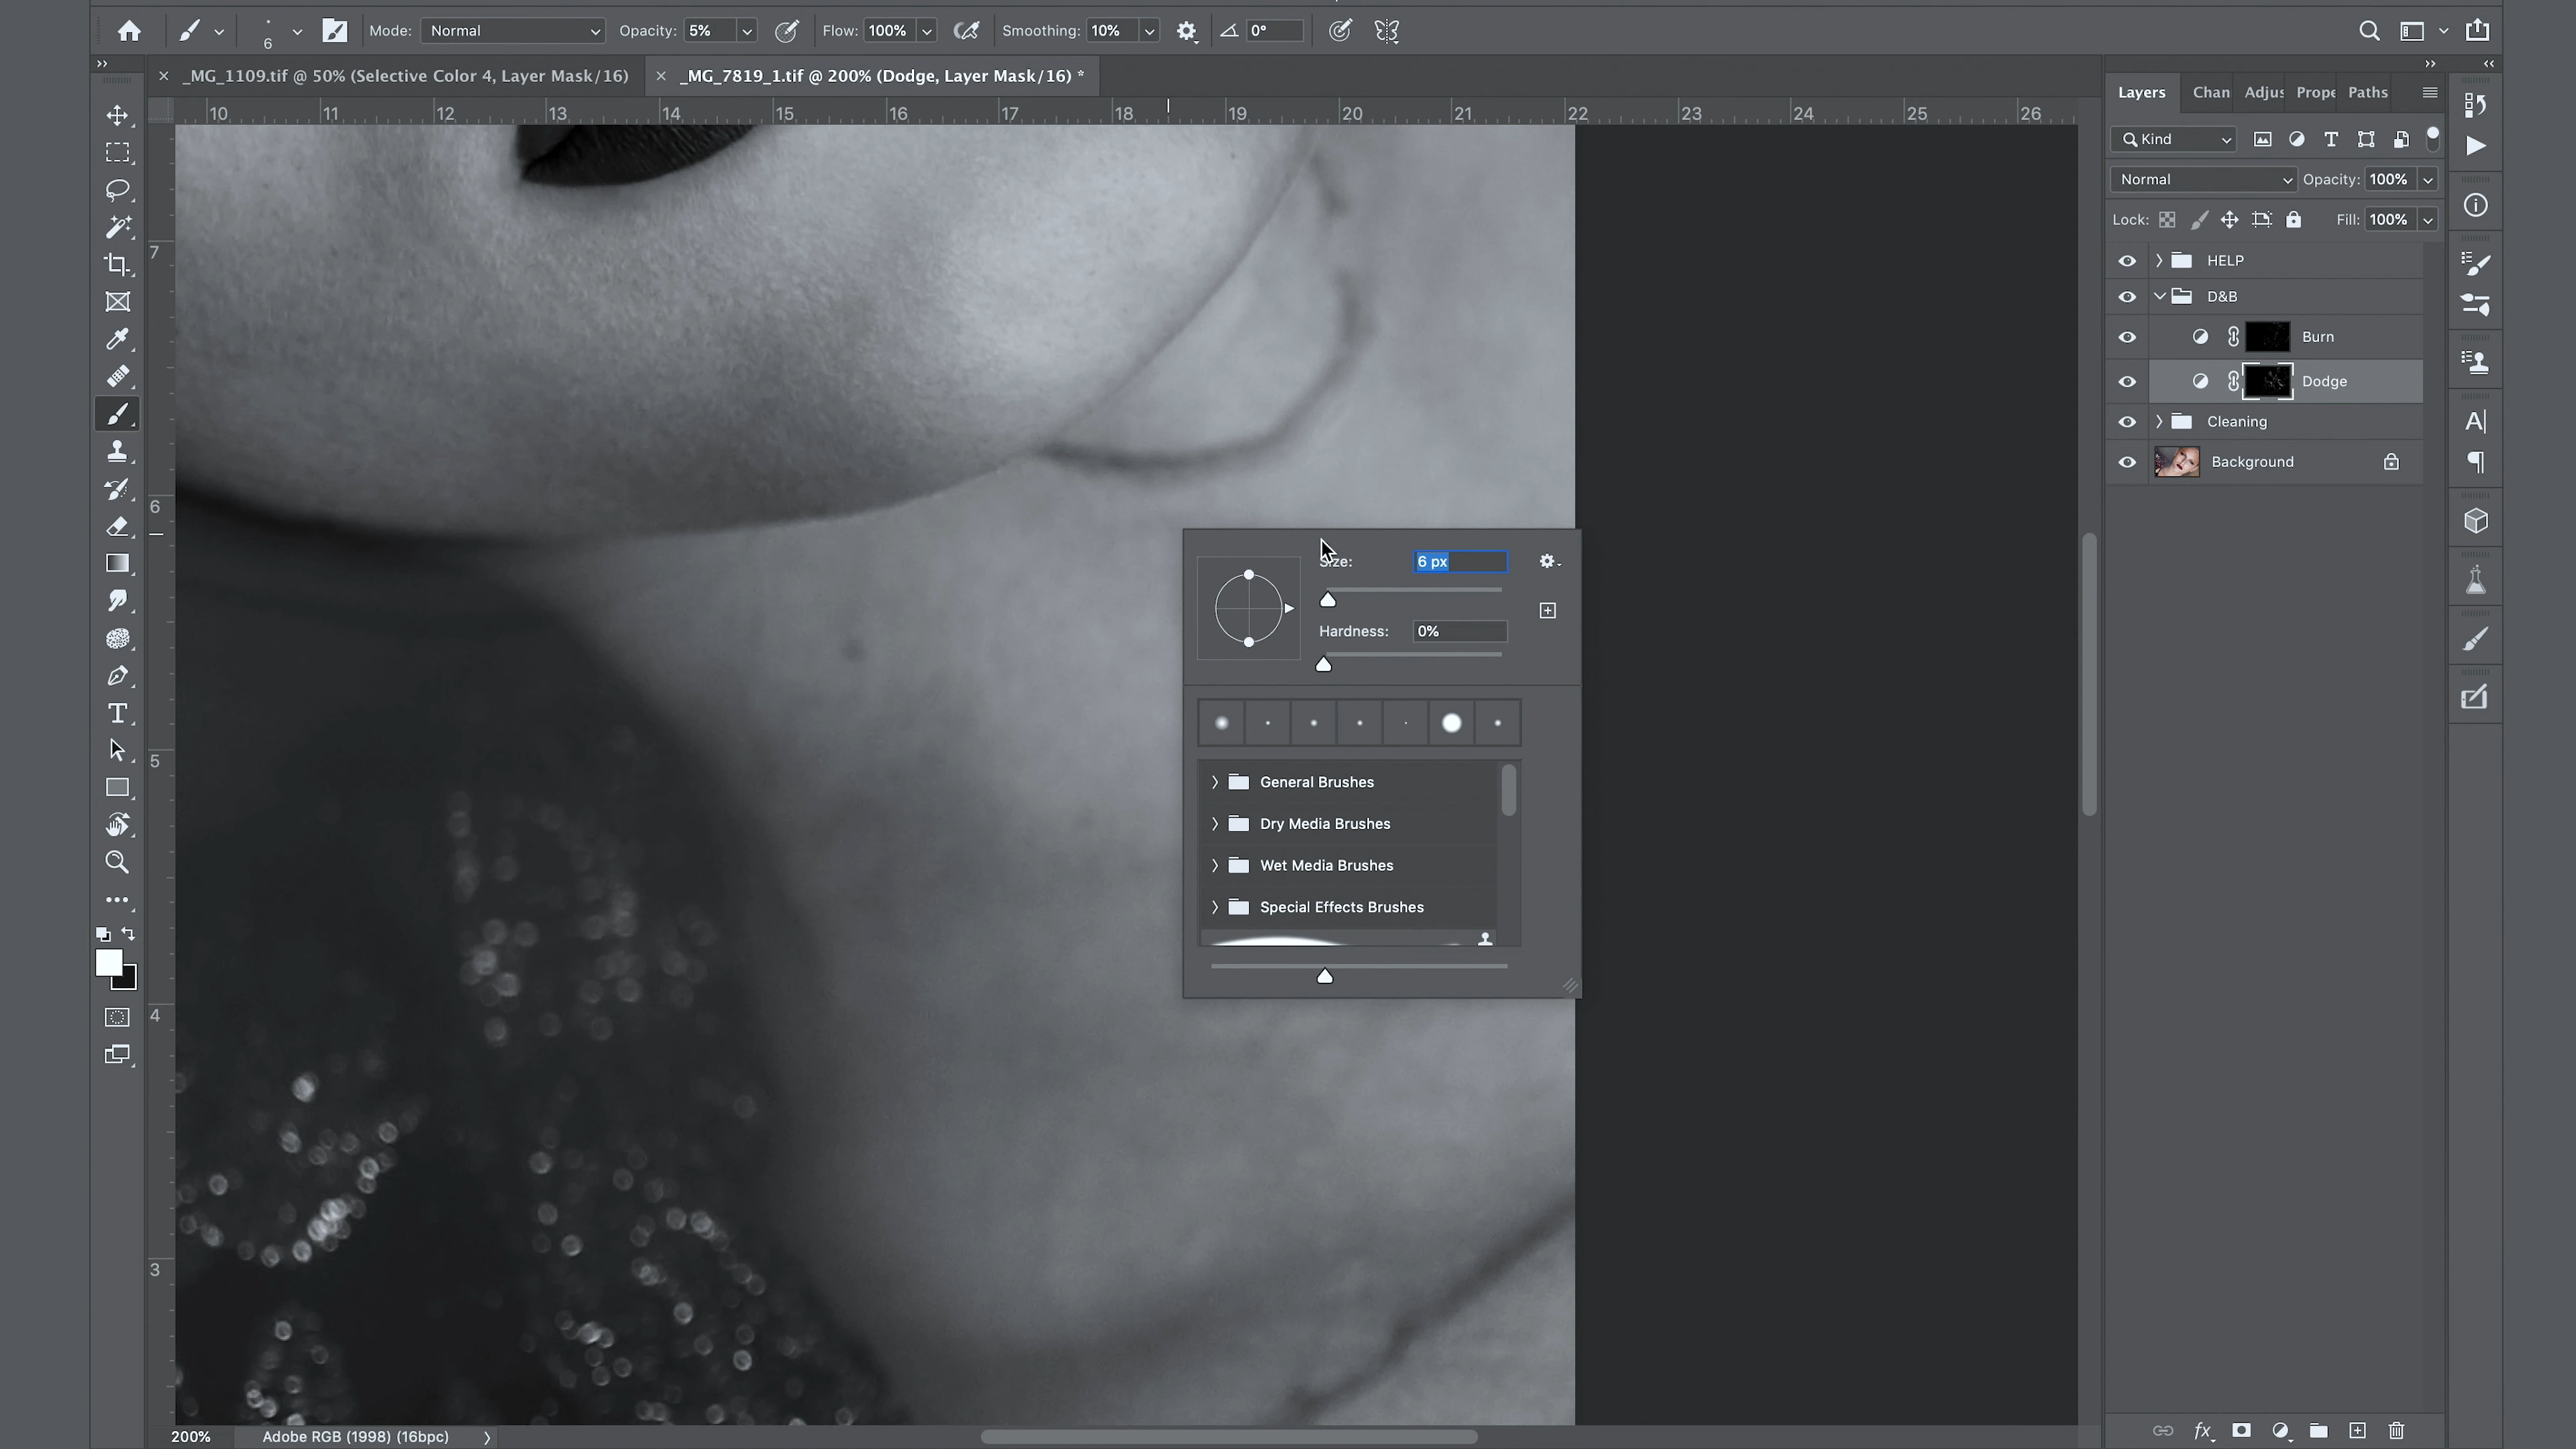 6
Mode: Normal
Opacity: 5%
Flow: 100%
Smoothing: 10%
0°
_MG_1109.tif @ 50% (Selective Color 4, Layer Mask/16)
_MG_7819_1.tif @ 200% (Dodge, Layer Mask/16) *
10 11 12 13 14 15 16 17 18 19 20 21 22 23 24 25 26
7
6
5
4
3
Size: 6 px
Hardness: 0%
General Brushes
Dry Media Brushes
Wet Media Brushes
Special Effects Brushes
Layers Chan Adjus Prope Paths
Kind
Normal Opacity: 100%
Lock: Fill: 100%
HELP
D&B
Burn
Dodge
Cleaning
Background
200% Adobe RGB (1998) (16bpc)
fx